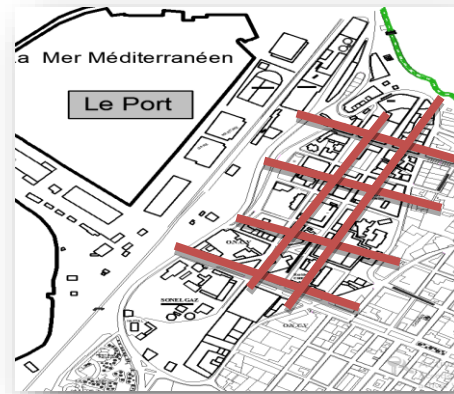 a Mer Méditerranéen
Le Port
O.N.C.V
SONELGAZ
O.N.C.V.